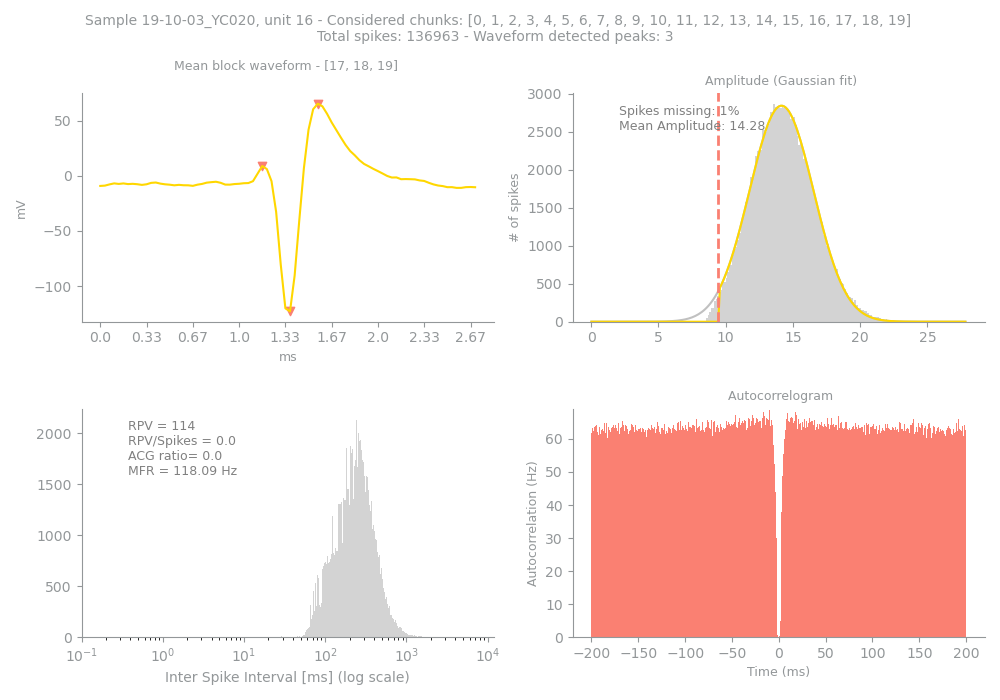 Sample 19-10-03_YC020, unit 16 - Considered chunks: [0, 1, 2, 3, 4, 5, 6, 7, 8, 9, 10, 11, 12, 13, 14, 15, 16, 17, 18, 19]
Total spikes: 136963 - Waveform detected peaks: 3
Mean block waveform - [17, 18, 19]
50
0
−50
−100
mV
0.0 0.33 0.67 1.0 1.33 1.67 2.0 2.33 2.67
ms
Amplitude (Gaussian fit)
Spikes missing: 1%
Mean Amplitude: 14.28
3000
2500
2000
1500
1000
500
0
# of spikes
0 5 10 15 20 25
RPV = 114
RPV/Spikes = 0.0
ACG ratio= 0.0
MFR = 118.09 Hz
2000
1500
1000
500
0
10⁻¹ 10⁰ 10¹ 10² 10³ 10⁴
Inter Spike Interval [ms] (log scale)
Autocorrelogram
60
50
40
30
20
10
0
Autocorrelation (Hz)
−200 −150 −100 −50 0 50 100 150 200
Time (ms)